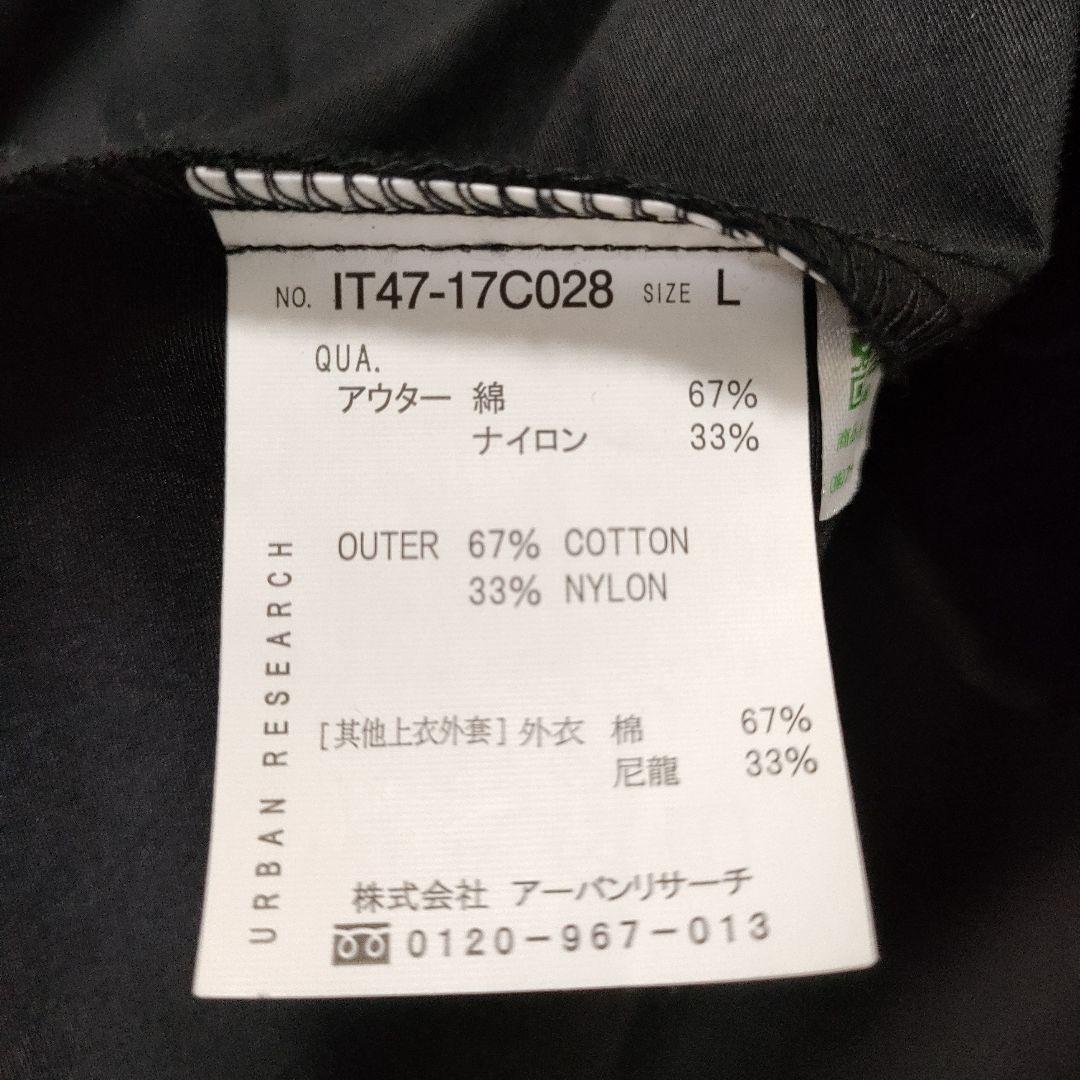 NO. IT47-17C028 SIZE L
QUA.
アウター 綿 67%
ナイロン 33%
OUTER 67% COTTON
33% NYLON
[其他上衣外套] 外衣 棉 67%
尼龍 33%
URBAN RESEARCH
株式会社 アーバンリサーチ
0120-967-013